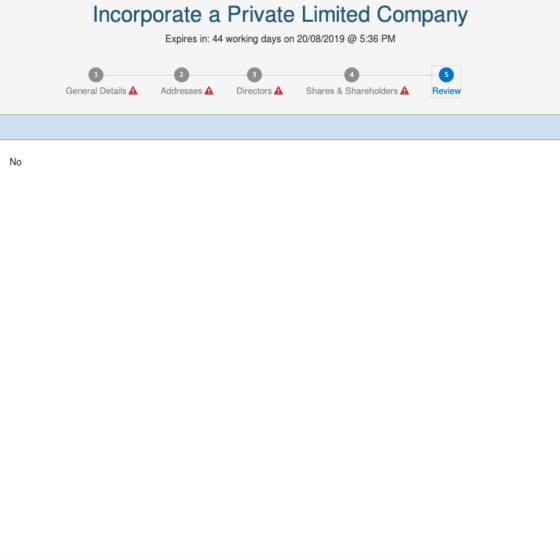 Incorporate a Private Limited Company
Expires in: 44 working days on 20/08/2019 @ 5:36 PM
1 2 3 4 5
General Details Addresses Directors Shares & Shareholders Review
No